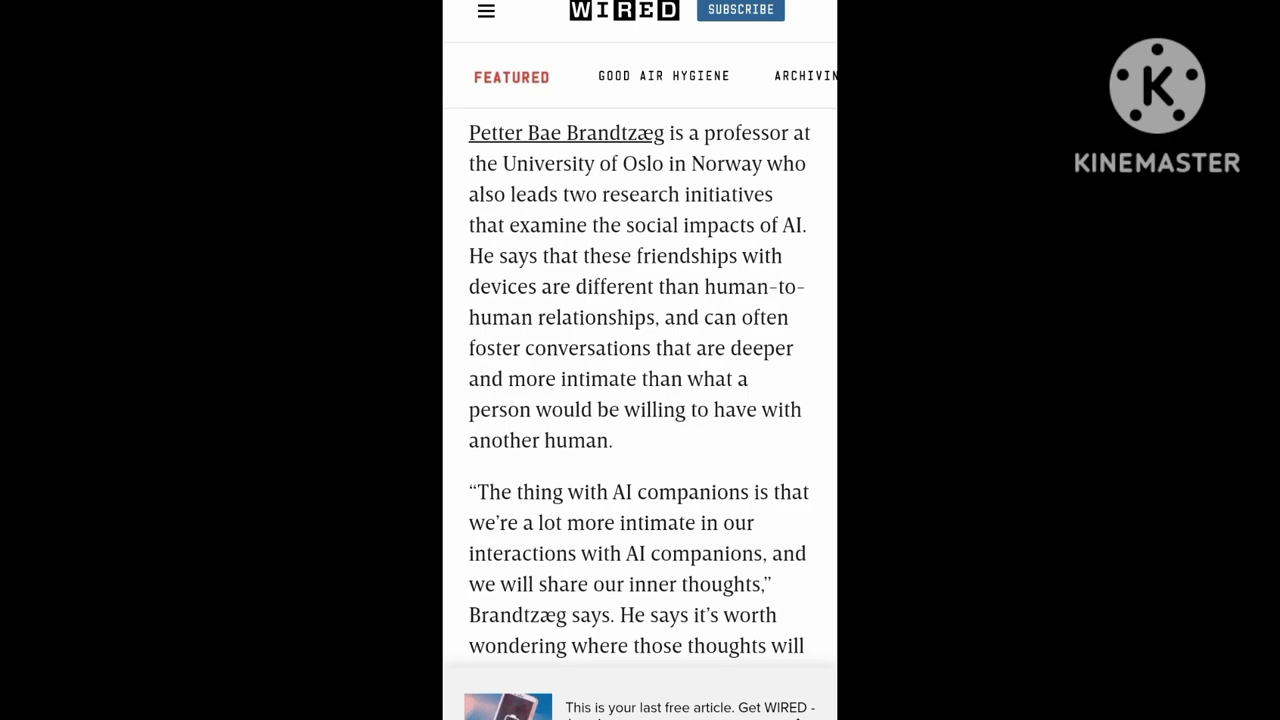 WIRED
SUBSCRIBE
FEATURED
GOOD AIR HYGIENE
ARCHIVIN
Petter Bae Brandtzæg is a professor at
the University of Oslo in Norway who
also leads two research initiatives
that examine the social impacts of AI.
He says that these friendships with
devices are different than human-to-
human relationships, and can often
foster conversations that are deeper
and more intimate than what a
person would be willing to have with
another human.
“The thing with AI companions is that
we’re a lot more intimate in our
interactions with AI companions, and
we will share our inner thoughts,”
Brandtzæg says. He says it’s worth
wondering where those thoughts will
This is your last free article. Get WIRED -
K
KINEMASTER